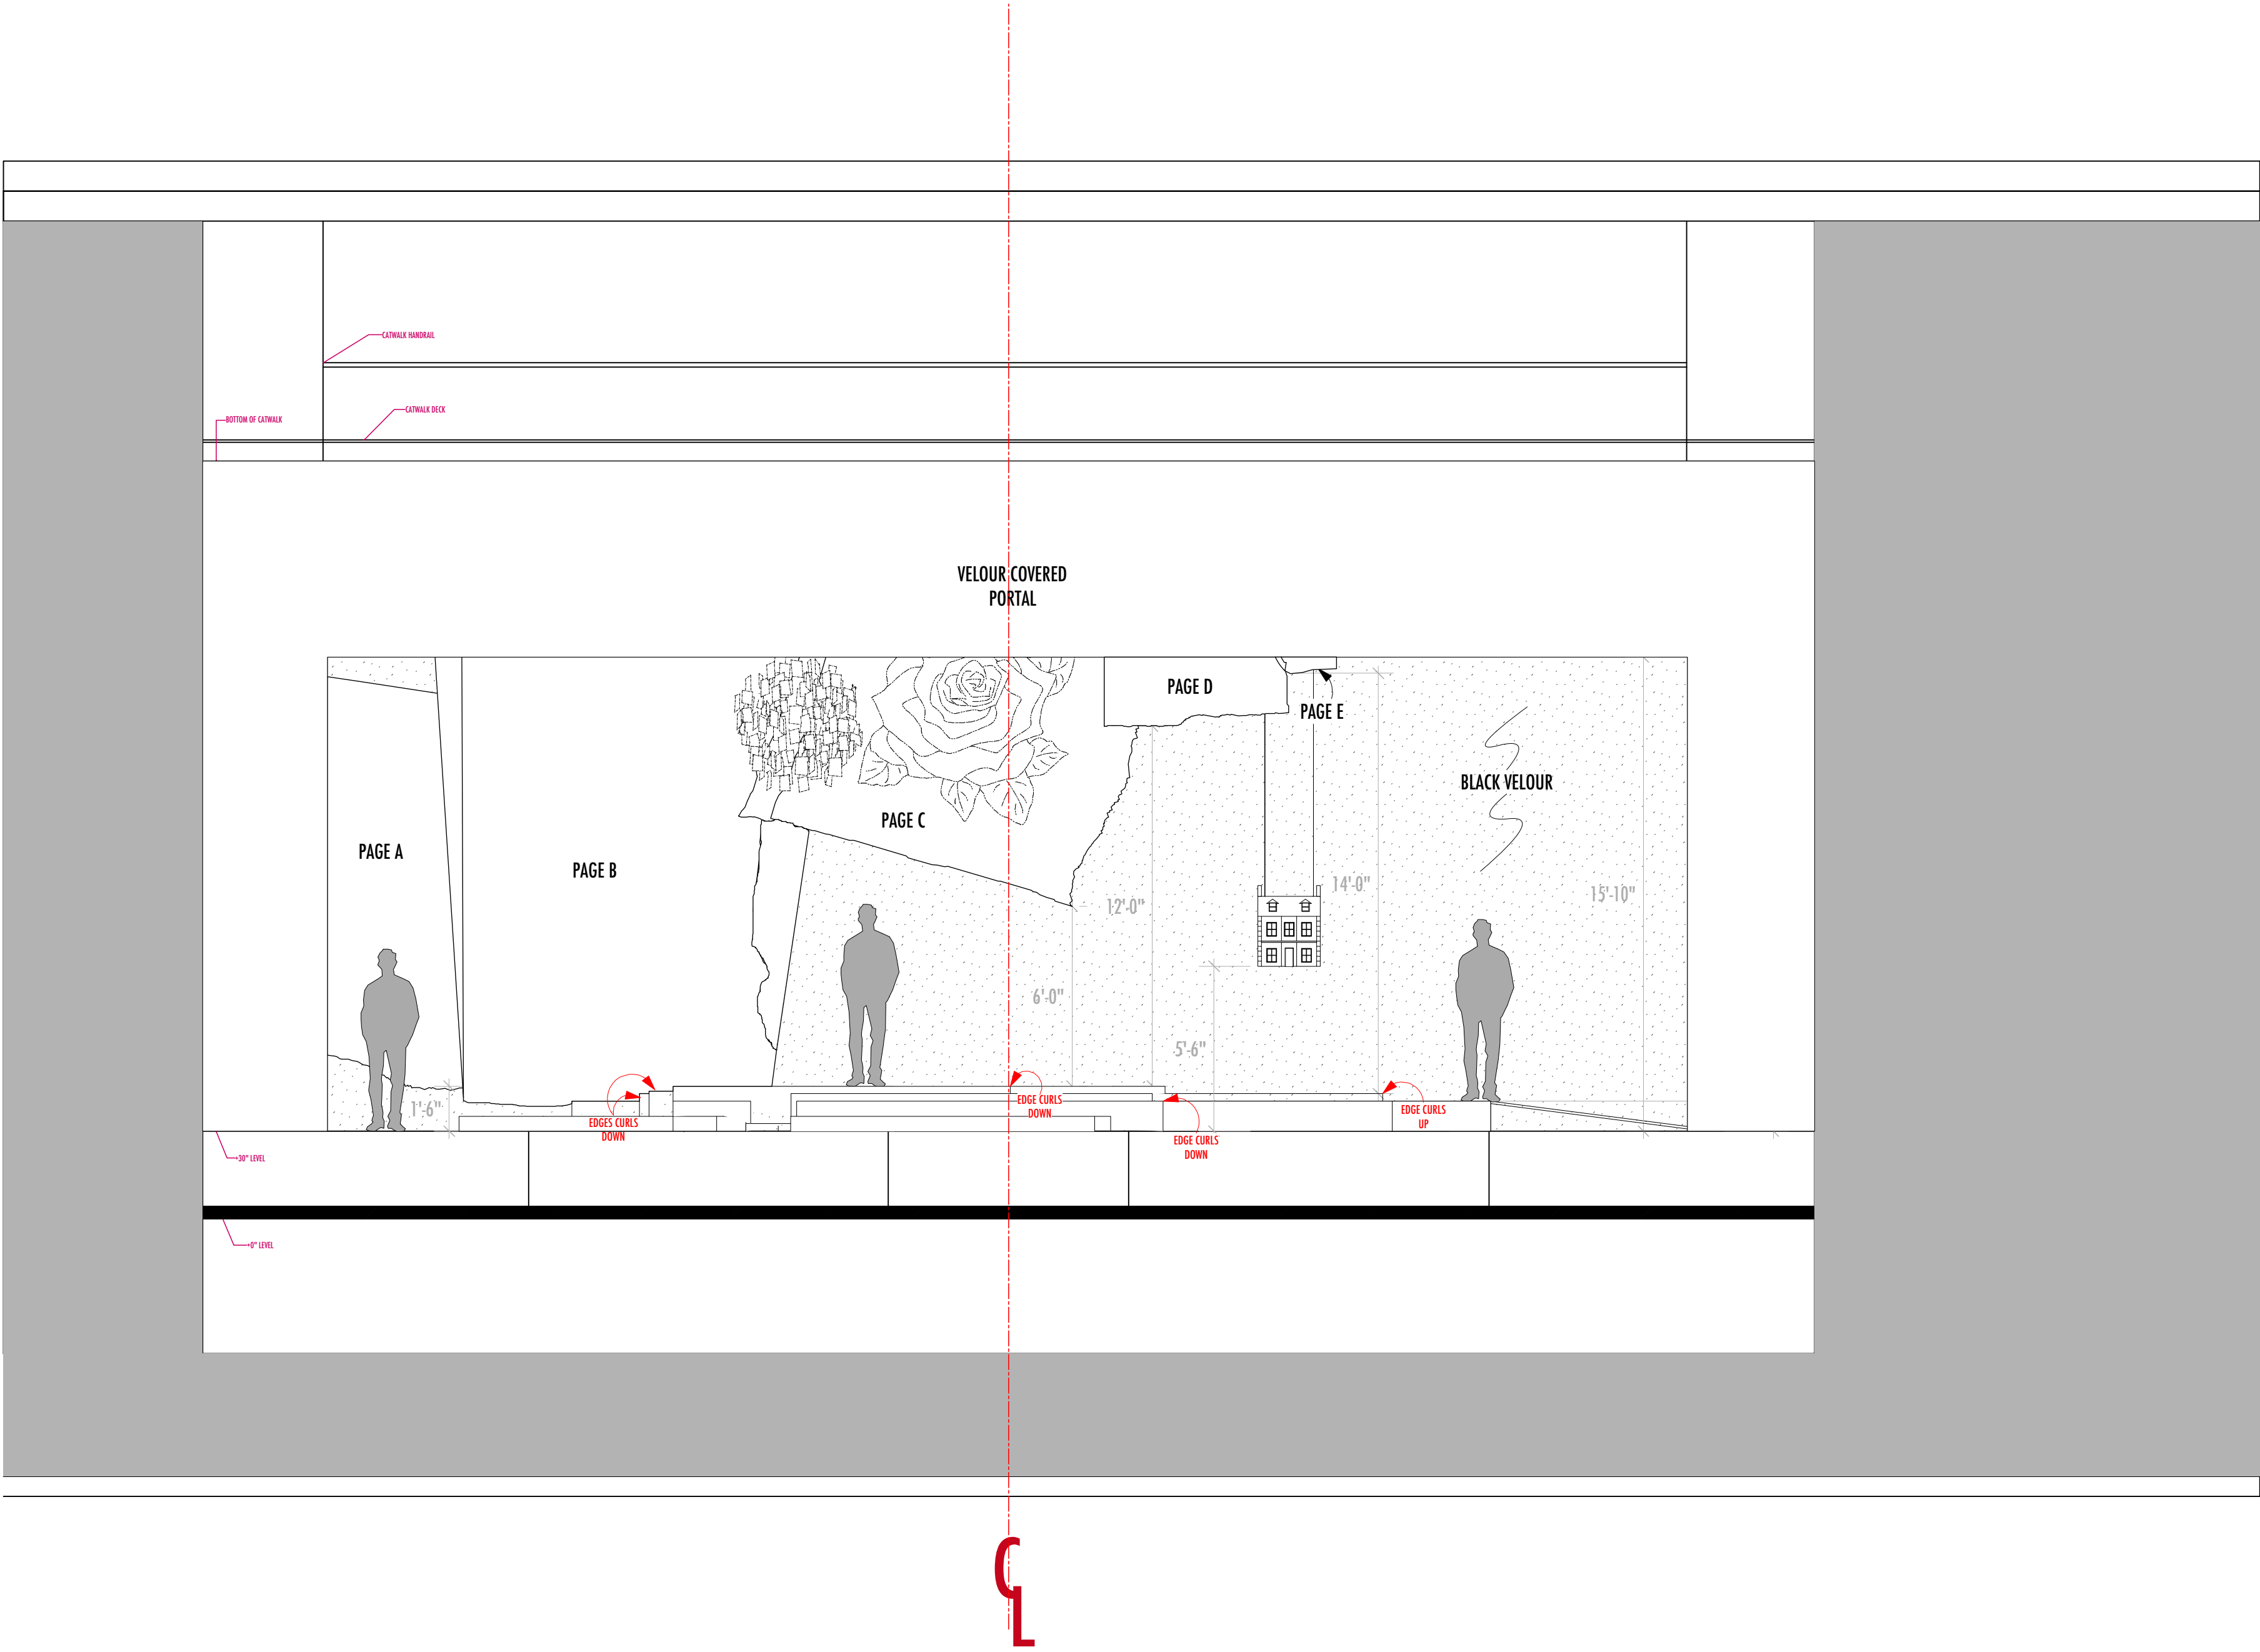 CATWALK HANDRAIL
CATWALK DECK
BOTTOM OF CATWALK
VELOUR COVERED
PORTAL
PAGE D
PAGE E
BLACK VELOUR
PAGE C
PAGE A
PAGE B
14'-0"
15'-10"
12'-0"
6'-0"
5'-6"
1'-6"
EDGE CURLS
DOWN
EDGES CURLS
DOWN
EDGE CURLS
UP
EDGE CURLS
DOWN
+30" LEVEL
+0" LEVEL
CL